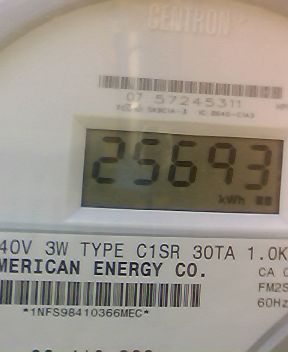 CENTRON
07 57245311
25693
kWh
40V 3W TYPE C1SR 30TA 1.0K
MERICAN ENERGY CO.
CA 0
FM2S
60Hz
*1NFS98410366MEC*